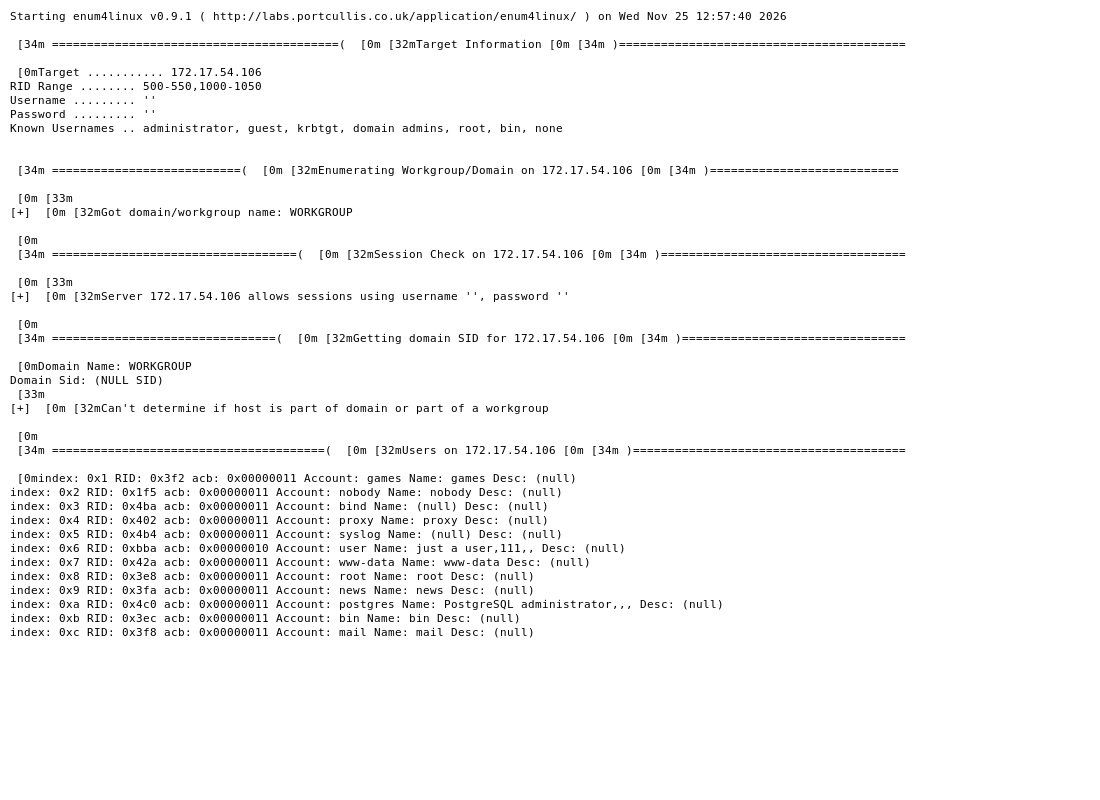 Starting enum4linux v0.9.1 ( http://labs.portcullis.co.uk/application/enum4linux/ ) on Wed Nov 25 12:57:40 2026
[34m =========================================(  [0m [32mTarget Information [0m [34m )=========================================
[0mTarget ........... 172.17.54.106
RID Range ........ 500-550,1000-1050
Username ......... ''
Password ......... ''
Known Usernames .. administrator, guest, krbtgt, domain admins, root, bin, none
[34m ===========================(  [0m [32mEnumerating Workgroup/Domain on 172.17.54.106 [0m [34m )===========================
[0m [33m
[+]  [0m [32mGot domain/workgroup name: WORKGROUP
[0m
[34m ===================================(  [0m [32mSession Check on 172.17.54.106 [0m [34m )===================================
[0m [33m
[+]  [0m [32mServer 172.17.54.106 allows sessions using username '', password ''
[0m
[34m ================================(  [0m [32mGetting domain SID for 172.17.54.106 [0m [34m )================================
[0mDomain Name: WORKGROUP
Domain Sid: (NULL SID)
[33m
[+]  [0m [32mCan't determine if host is part of domain or part of a workgroup
[0m
[34m =======================================(  [0m [32mUsers on 172.17.54.106 [0m [34m )=======================================
[0mindex: 0x1 RID: 0x3f2 acb: 0x00000011 Account: games Name: games Desc: (null)
index: 0x2 RID: 0x1f5 acb: 0x00000011 Account: nobody Name: nobody Desc: (null)
index: 0x3 RID: 0x4ba acb: 0x00000011 Account: bind Name: (null) Desc: (null)
index: 0x4 RID: 0x402 acb: 0x00000011 Account: proxy Name: proxy Desc: (null)
index: 0x5 RID: 0x4b4 acb: 0x00000011 Account: syslog Name: (null) Desc: (null)
index: 0x6 RID: 0xbba acb: 0x00000010 Account: user Name: just a user,111,, Desc: (null)
index: 0x7 RID: 0x42a acb: 0x00000011 Account: www-data Name: www-data Desc: (null)
index: 0x8 RID: 0x3e8 acb: 0x00000011 Account: root Name: root Desc: (null)
index: 0x9 RID: 0x3fa acb: 0x00000011 Account: news Name: news Desc: (null)
index: 0xa RID: 0x4c0 acb: 0x00000011 Account: postgres Name: PostgreSQL administrator,,, Desc: (null)
index: 0xb RID: 0x3ec acb: 0x00000011 Account: bin Name: bin Desc: (null)
index: 0xc RID: 0x3f8 acb: 0x00000011 Account: mail Name: mail Desc: (null)